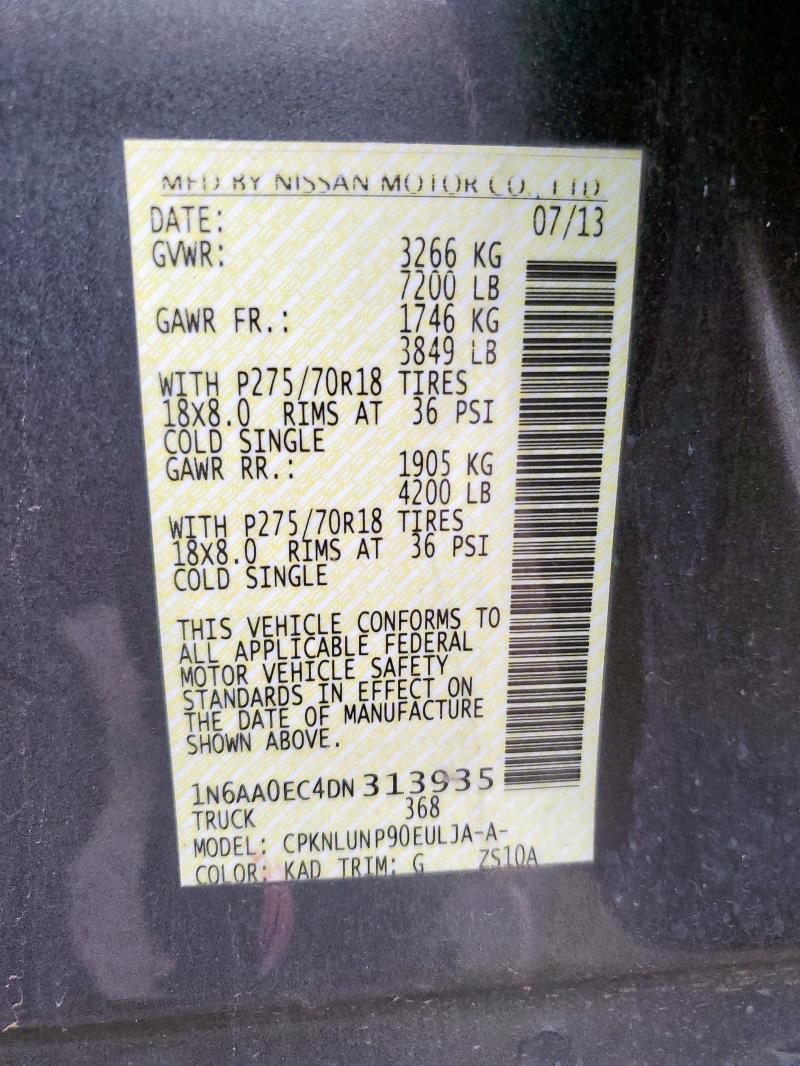 MFD BY NISSAN MOTOR CO., LTD.
DATE: 07/13
GVWR: 3266 KG
7200 LB
GAWR FR.: 1746 KG
3849 LB
WITH P275/70R18 TIRES
18X8.0 RIMS AT 36 PSI
COLD SINGLE
GAWR RR.: 1905 KG
4200 LB
WITH P275/70R18 TIRES
18X8.0 RIMS AT 36 PSI
COLD SINGLE
THIS VEHICLE CONFORMS TO
ALL APPLICABLE FEDERAL
MOTOR VEHICLE SAFETY
STANDARDS IN EFFECT ON
THE DATE OF MANUFACTURE
SHOWN ABOVE.
1N6AA0EC4DN313935
TRUCK 368
MODEL: CPKNLUNP90EULJA-A-
COLOR: KAD TRIM: G ZS10A